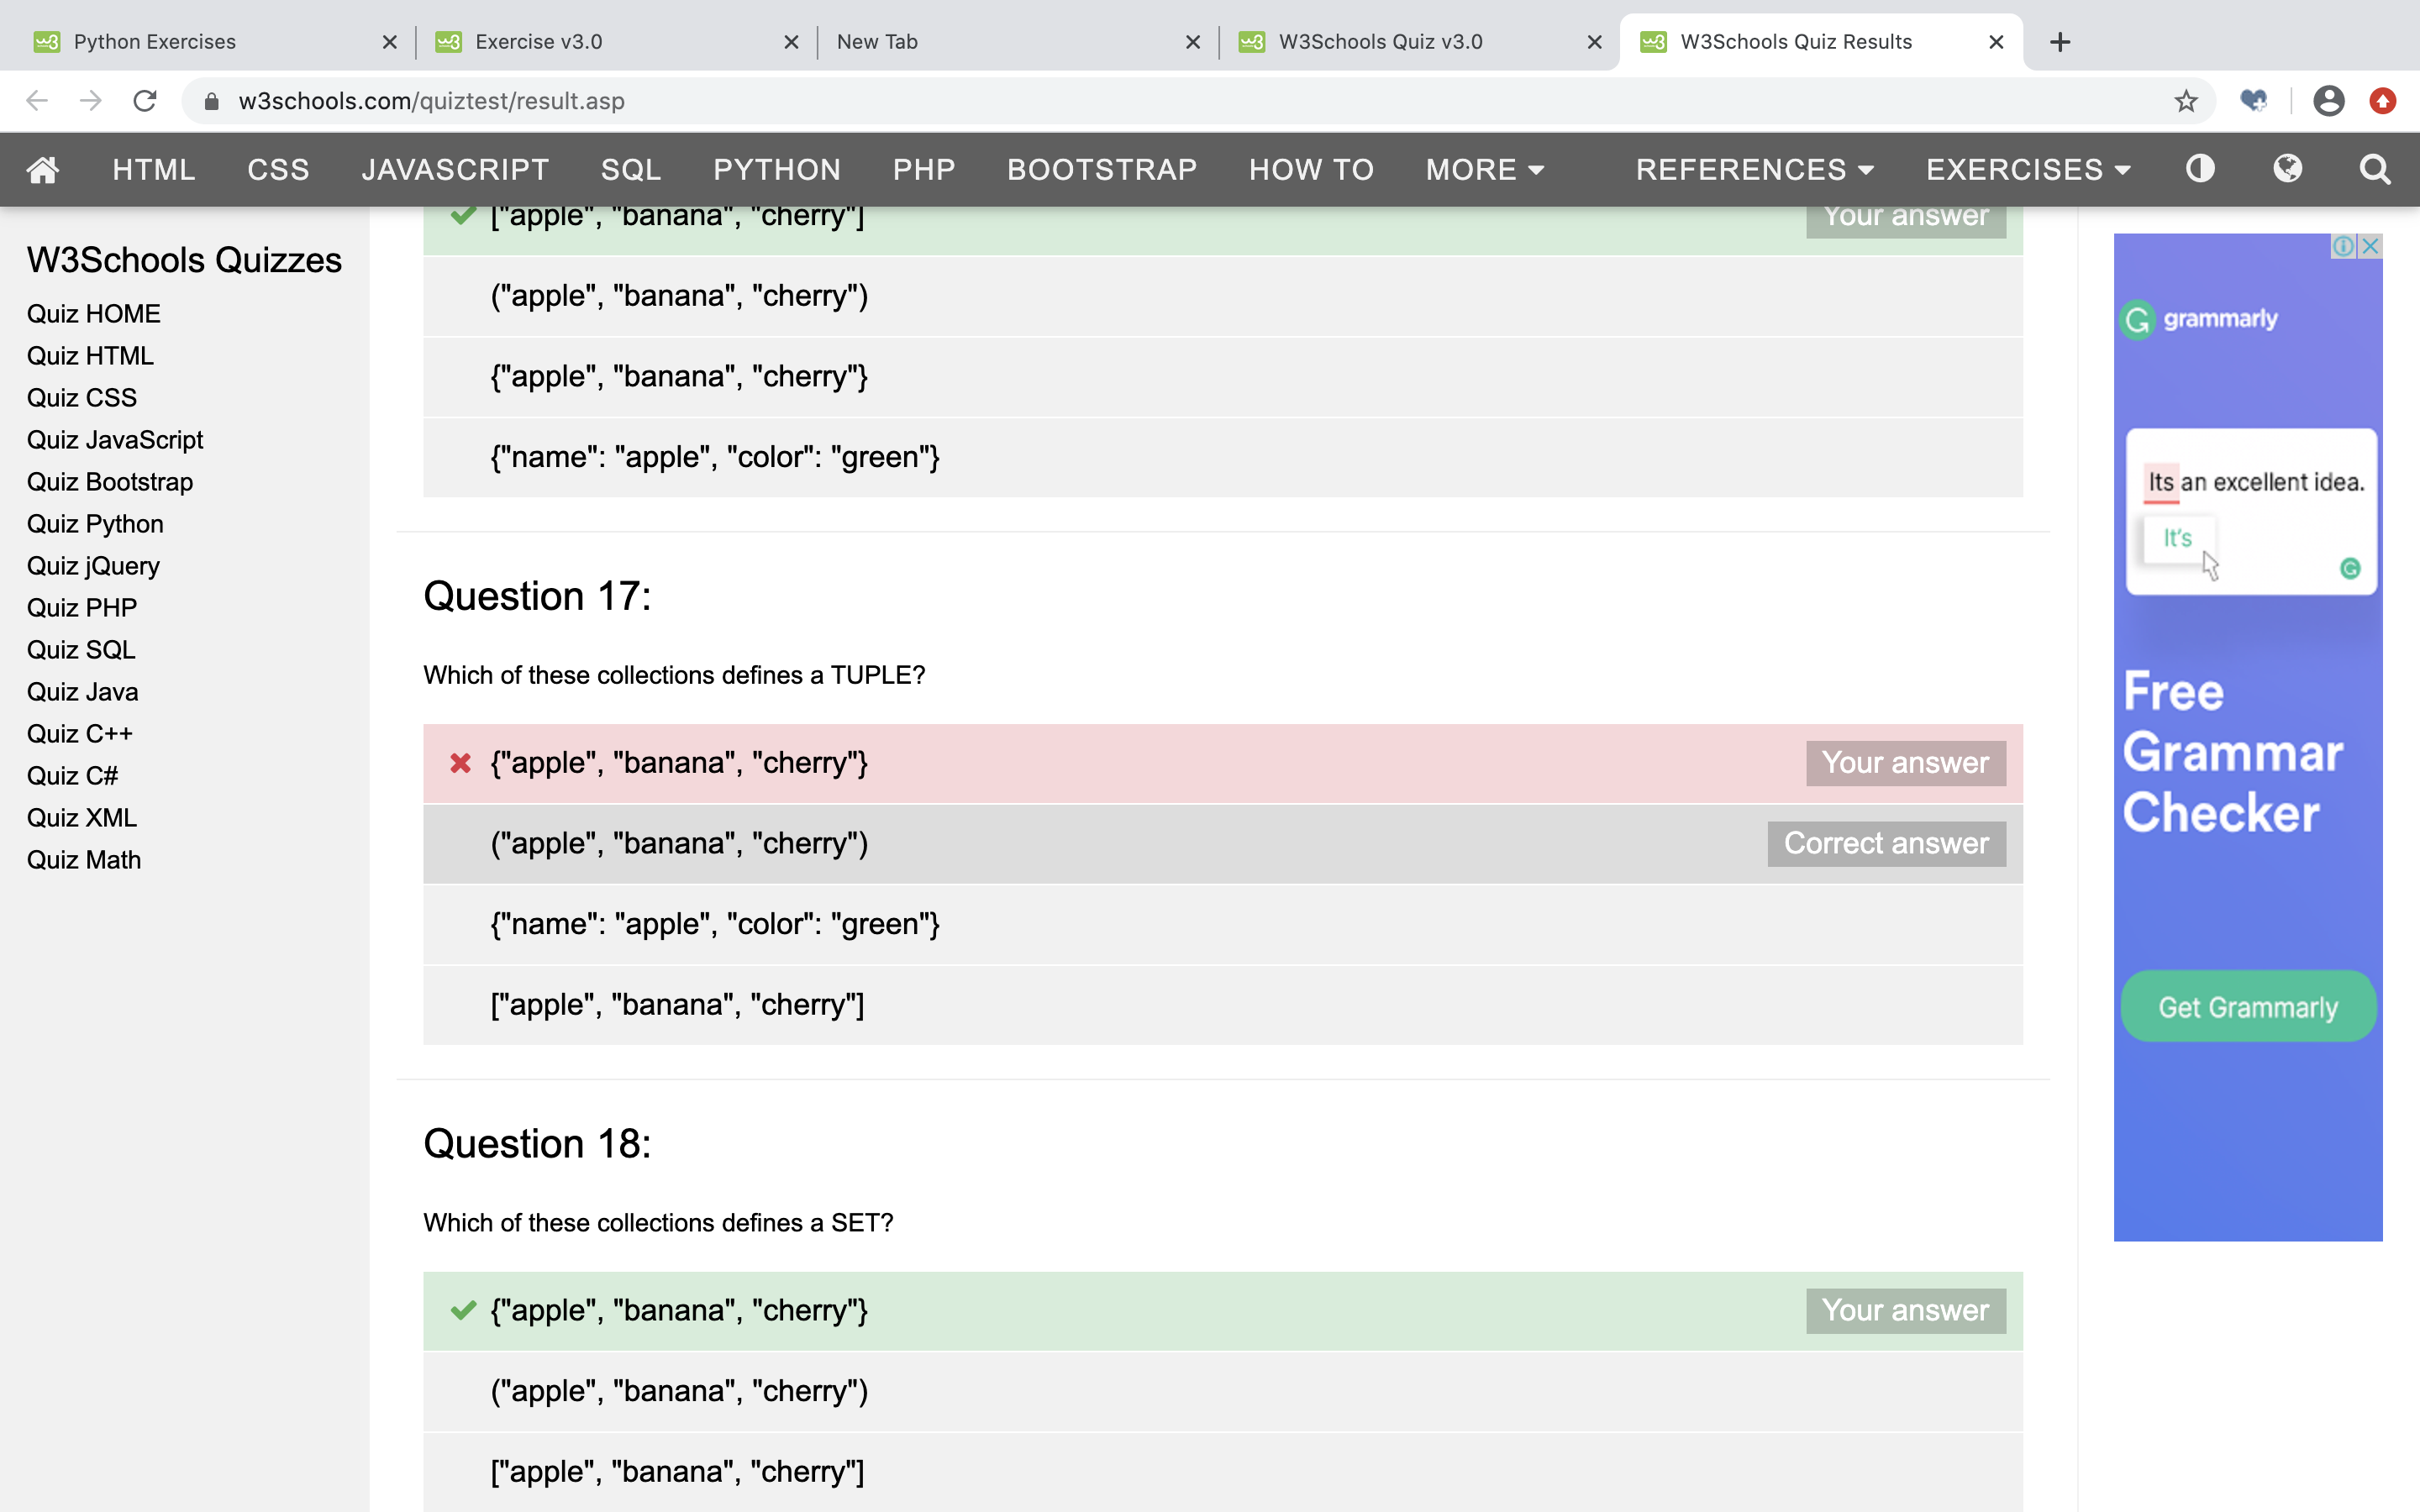 Python Exercises
Exercise v3.0
New Tab
W3Schools Quiz v3.0
W3Schools Quiz Results
w3schools.com/quiztest/result.asp
HTML CSS JAVASCRIPT SQL PYTHON PHP BOOTSTRAP HOW TO MORE REFERENCES EXERCISES
W3Schools Quizzes
Quiz HOME
Quiz HTML
Quiz CSS
Quiz JavaScript
Quiz Bootstrap
Quiz Python
Quiz jQuery
Quiz PHP
Quiz SQL
Quiz Java
Quiz C++
Quiz C#
Quiz XML
Quiz Math
["apple", "banana", "cherry"] Your answer
("apple", "banana", "cherry")
{"apple", "banana", "cherry"}
{"name": "apple", "color": "green"}
Question 17:
Which of these collections defines a TUPLE?
{"apple", "banana", "cherry"} Your answer
("apple", "banana", "cherry") Correct answer
{"name": "apple", "color": "green"}
["apple", "banana", "cherry"]
Question 18:
Which of these collections defines a SET?
{"apple", "banana", "cherry"} Your answer
("apple", "banana", "cherry")
["apple", "banana", "cherry"]
grammarly
Its an excellent idea.
It's
Free
Grammar
Checker
Get Grammarly